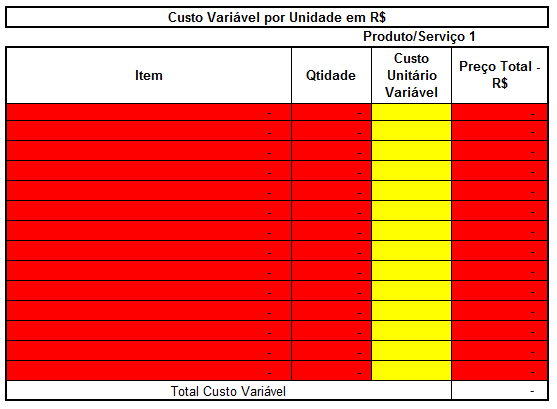 Custo Variável por Unidade em R$
Produto/Serviço 1
Item
Qtidade
Custo
Unitário
Variável
Preço Total -
R$
- - -
- - -
- - -
- - -
- - -
- - -
- - -
- - -
- - -
- - -
- - -
- - -
- - -
- - -
Total Custo Variável -